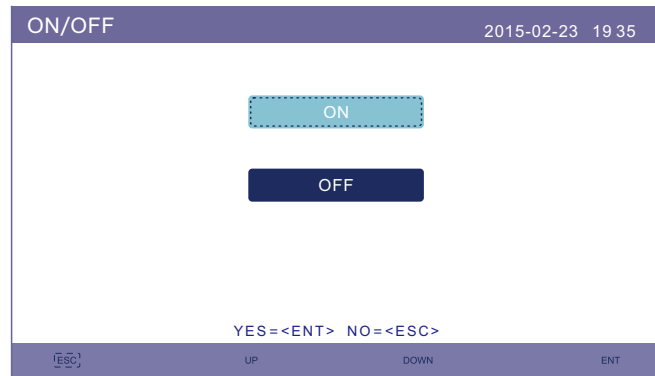 ON/OFF 2015-02-23 19 35
ON
OFF
YES=<ENT> NO=<ESC>
ESC UP DOWN ENT